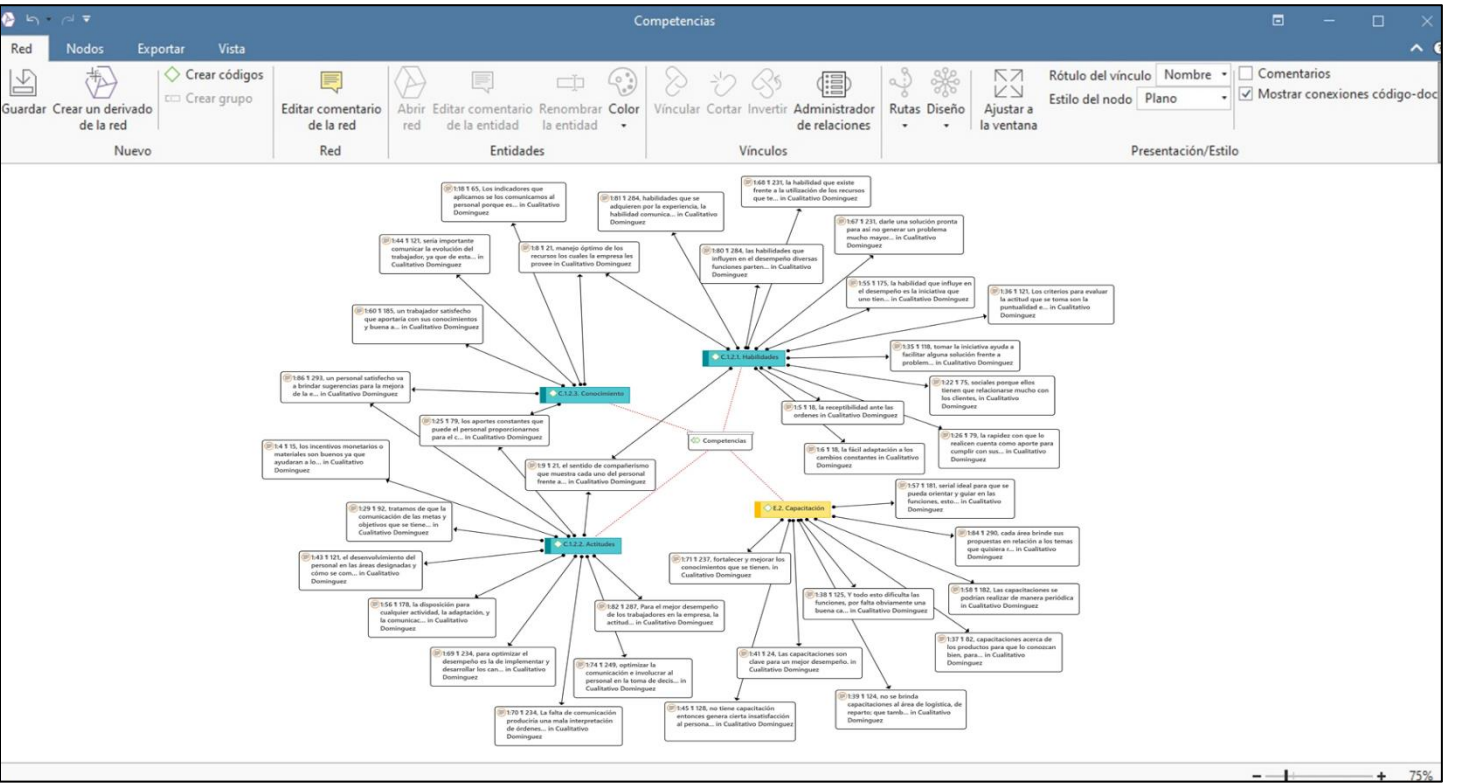 Competencias
Red Nodos Exportar Vista
Guardar
Crear un derivado
de la red
Crear códigos
Crear grupo
Nuevo
Editar comentario
de la red
Red
Abrir
red
Editar comentario
de la entidad
Renombrar
la entidad
Color
Entidades
Víncular
Cortar
Invertir
Administrador
de relaciones
Vínculos
Rutas
Diseño
Ajustar a
la ventana
Rótulo del vínculo Nombre
Estilo del nodo Plano
Comentarios
Mostrar conexiones código-doc
Presentación/Estilo
1:18 ¶ 65, Los indicadores que
aplicamos se los comunicamos al
personal porque es... in Cualitativo
Dominguez
1:81 ¶ 284, habilidades que se
adquieren por la experiencia, la
habilidad comunica... in Cualitativo
Dominguez
1:68 ¶ 231, la habilidad que existe
frente a la utilización de los recursos
que te... in Cualitativo Dominguez
1:67 ¶ 231, darle una solución pronta
para así no generar un problema
mucho mayor... in Cualitativo
Dominguez
1:44 ¶ 121, sería importante
comunicar la evolución del
trabajador, ya que de esta... in
Cualitativo Dominguez
1:8 ¶ 21, manejo óptimo de los
recursos los cuales la empresa les
provee in Cualitativo Dominguez
1:80 ¶ 284, las habilidades que
influyen en el desempeño diversas
funciones parten... in Cualitativo
Dominguez
1:55 ¶ 175, la habilidad que influye en
el desempeño es la iniciativa que
uno tien... in Cualitativo Dominguez
1:36 ¶ 121, Los criterios para evaluar
la actitud que se toma son la
puntualidad e... in Cualitativo
Dominguez
1:60 ¶ 185, un trabajador satisfecho
que aportaría con sus conocimientos
y buena a... in Cualitativo Dominguez
1:35 ¶ 118, tomar la iniciativa ayuda a
facilitar alguna solución frente a
problem... in Cualitativo Dominguez
C.1.2.1. Habilidades
1:86 ¶ 293, un personal satisfecho va
a brindar sugerencias para la mejora
de la e... in Cualitativo Dominguez
C.1.2.3. Conocimiento
1:22 ¶ 75, sociales porque ellos
tienen que relacionarse mucho con
los clientes, in Cualitativo
Dominguez
1:25 ¶ 79, los aportes constantes que
puede el personal proporcionarnos
para el c... in Cualitativo Dominguez
1:5 ¶ 18, la receptibilidad ante las
ordenes in Cualitativo Dominguez
1:26 ¶ 79, la rapidez con que lo
realicen cuenta como aporte para
cumplir con sus... in Cualitativo
Dominguez
Competencias
1:4 ¶ 15, los incentivos monetarios o
materiales son buenos ya que
ayudaran a lo... in Cualitativo
Dominguez
1:6 ¶ 18, la fácil adaptación a los
cambios constantes in Cualitativo
Dominguez
1:9 ¶ 21, el sentido de compañerismo
que muestra cada uno del personal
frente a... in Cualitativo Dominguez
1:57 ¶ 181, serial ideal para que se
pueda orientar y guiar en las
funciones, esto... in Cualitativo
Dominguez
E.2. Capacitación
1:29 ¶ 92, tratamos de que la
comunicación de las metas y
objetivos que se tiene... in
Cualitativo Dominguez
1:84 ¶ 290, cada área brinde sus
propuestas en relación a los temas
que quisiera r... in Cualitativo
Dominguez
C.1.2.2. Actitudes
1:43 ¶ 121, el desenvolvimiento del
personal en las áreas designadas y
cómo se com... in Cualitativo
Dominguez
1:71 ¶ 237, fortalecer y mejorar los
conocimientos que se tienen. in
Cualitativo Dominguez
1:58 ¶ 182, Las capacitaciones se
podrían realizar de manera periódica
in Cualitativo Dominguez
1:56 ¶ 178, la disposición para
cualquier actividad, la adaptación, y
la comunicac... in Cualitativo
Dominguez
1:82 ¶ 287, Para el mejor desempeño
de los trabajadores en la empresa, la
actitud... in Cualitativo Dominguez
1:38 ¶ 125, Y todo esto dificulta las
funciones, por falta obviamente una
buena ca... in Cualitativo Dominguez
1:37 ¶ 82, capacitaciones acerca de
los productos para que lo conozcan
bien, para... in Cualitativo
Dominguez
1:69 ¶ 234, para optimizar el
desempeño es la de implementar y
desarrollar los can... in Cualitativo
Dominguez
1:74 ¶ 249, optimizar la
comunicación e involucrar al
personal en la toma de decis... in
Cualitativo Dominguez
1:41 ¶ 24, Las capacitaciones son
clave para un mejor desempeño. in
Cualitativo Dominguez
1:39 ¶ 124, no se brinda
capacitaciones al área de logística, de
reparto; que tamb... in Cualitativo
Dominguez
1:70 ¶ 234, La falta de comunicación
produciría una mala interpretación
de órdenes... in Cualitativo
Dominguez
1:45 ¶ 128, no tiene capacitación
entonces genera cierta insatisfacción
al persona... in Cualitativo
Dominguez
75%